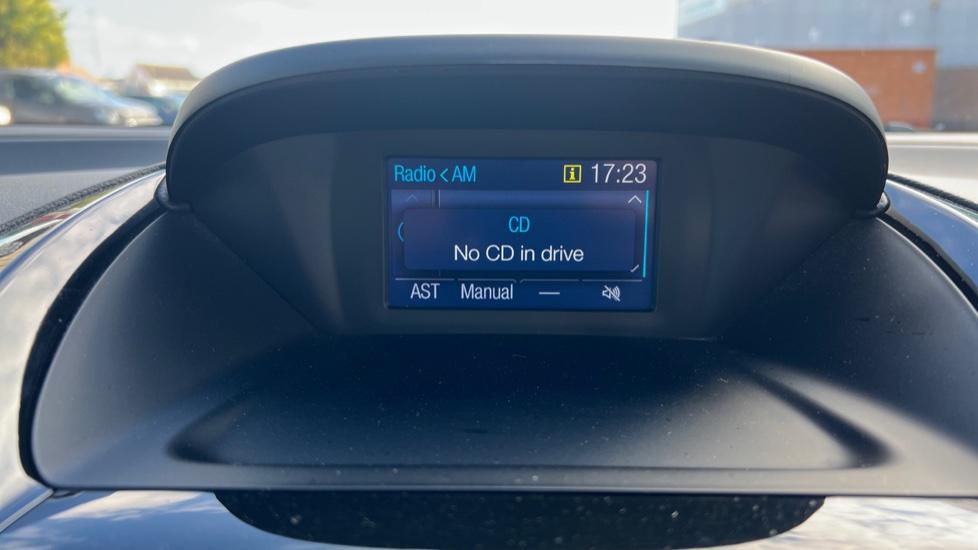 Radio < AM i 17:23
CD
No CD in drive
AST Manual —